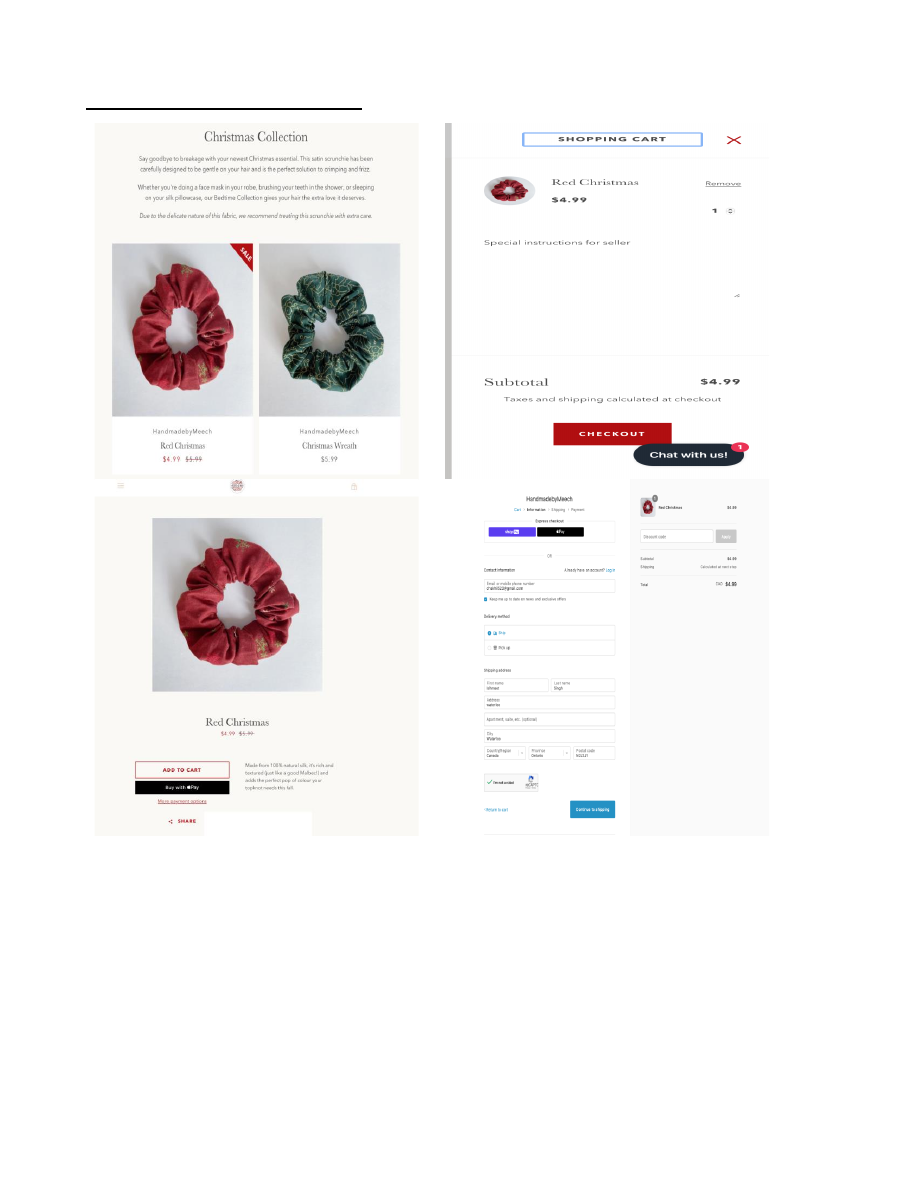 Christmas Collection
Say goodbye to breakage with your newest Christmas essential. This satin scrunchie has been
carefully designed to be gentle on your hair and is the perfect solution to crimping and frizz.
Whether you're doing a face mask in your robe, brushing your teeth in the shower, or sleeping
on your silk pillowcase, our Bedtime Collection gives your hair the extra love it deserves.
Due to the delicate nature of this fabric, we recommend treating this scrunchie with extra care.
SALE
HandmadebyMeech
Red Christmas
$4.99 $5.99
HandmadebyMeech
Christmas Wreath
$5.99
SHOPPING CART
Red Christmas
Remove
$4.99
1
Special instructions for seller
Subtotal
$4.99
Taxes and shipping calculated at checkout
CHECKOUT
Chat with us!
1
Red Christmas
$4.99 $5.99
ADD TO CART
Buy with Pay
More payment options
SHARE
Made from 100% natural silk, it's rich and
textured (just like a good Malbec!) and
adds the perfect pop of colour your
topknot needs this fall.
HandmadebyMeech
Cart › Information › Shipping › Payment
Express checkout
shop
Pay
OR
Contact information
Already have an account? Log in
Email or mobile phone number
Keep me up to date on news and exclusive offers
Delivery method
Ship
Pick up
Shipping address
First name
Last name
Singh
Address
Apartment, suite, etc. (optional)
City
Country/Region
Canada
Province
Ontario
Postal code
I'm not a robot
Return to cart
Continue to shipping
Red Christmas
$4.99
Discount code
Apply
Subtotal
$4.99
Shipping
Calculated at next step
Total
CAD $4.99